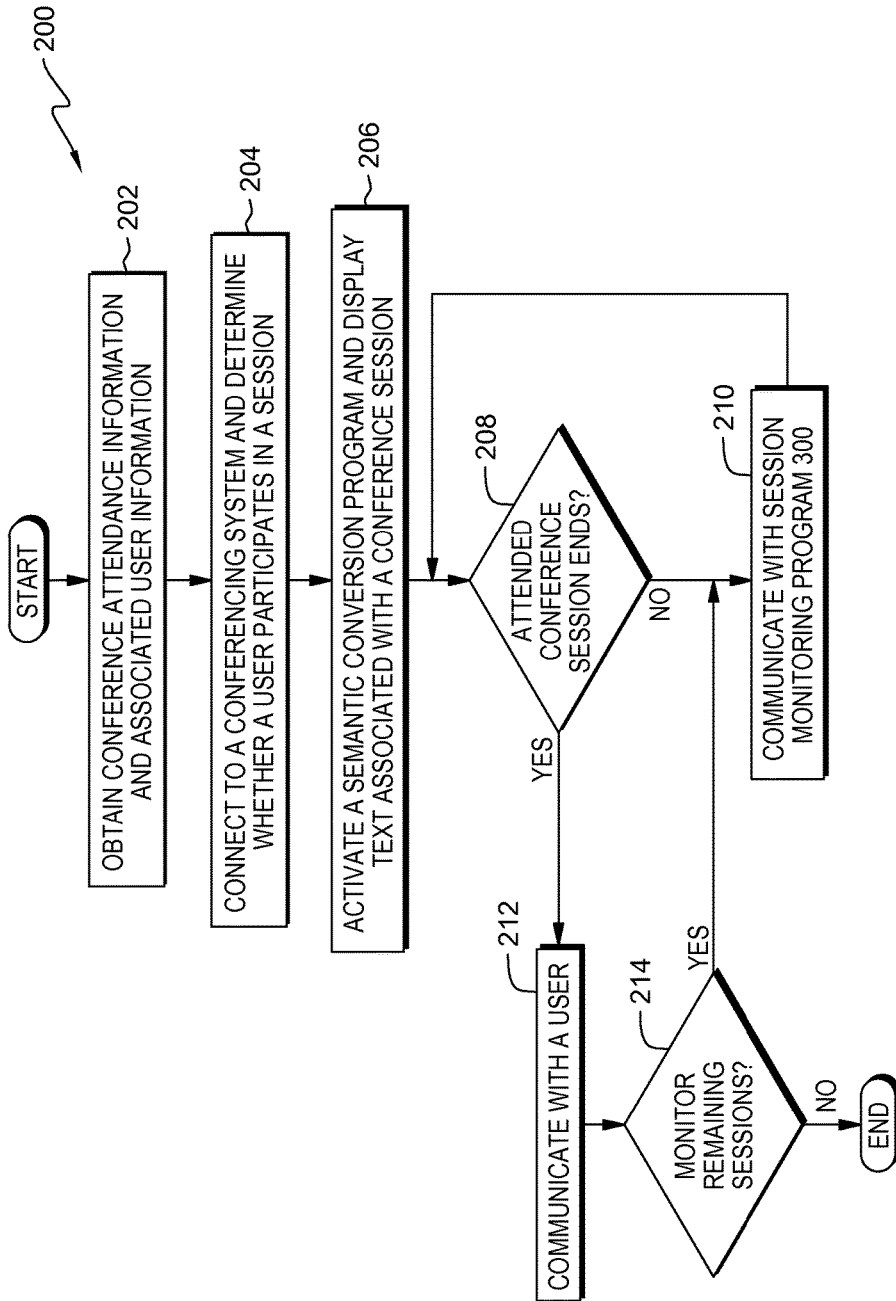 200
START
202
OBTAIN CONFERENCE ATTENDANCE INFORMATION
AND ASSOCIATED USER INFORMATION
204
CONNECT TO A CONFERENCING SYSTEM AND DETERMINE
WHETHER A USER PARTICIPATES IN A SESSION
206
ACTIVATE A SEMANTIC CONVERSION PROGRAM AND DISPLAY
TEXT ASSOCIATED WITH A CONFERENCE SESSION
208
ATTENDED
CONFERENCE
SESSION ENDS?
YES
NO
210
COMMUNICATE WITH SESSION
MONITORING PROGRAM 300
212
COMMUNICATE WITH A USER
214
MONITOR
REMAINING
SESSIONS?
YES
NO
END